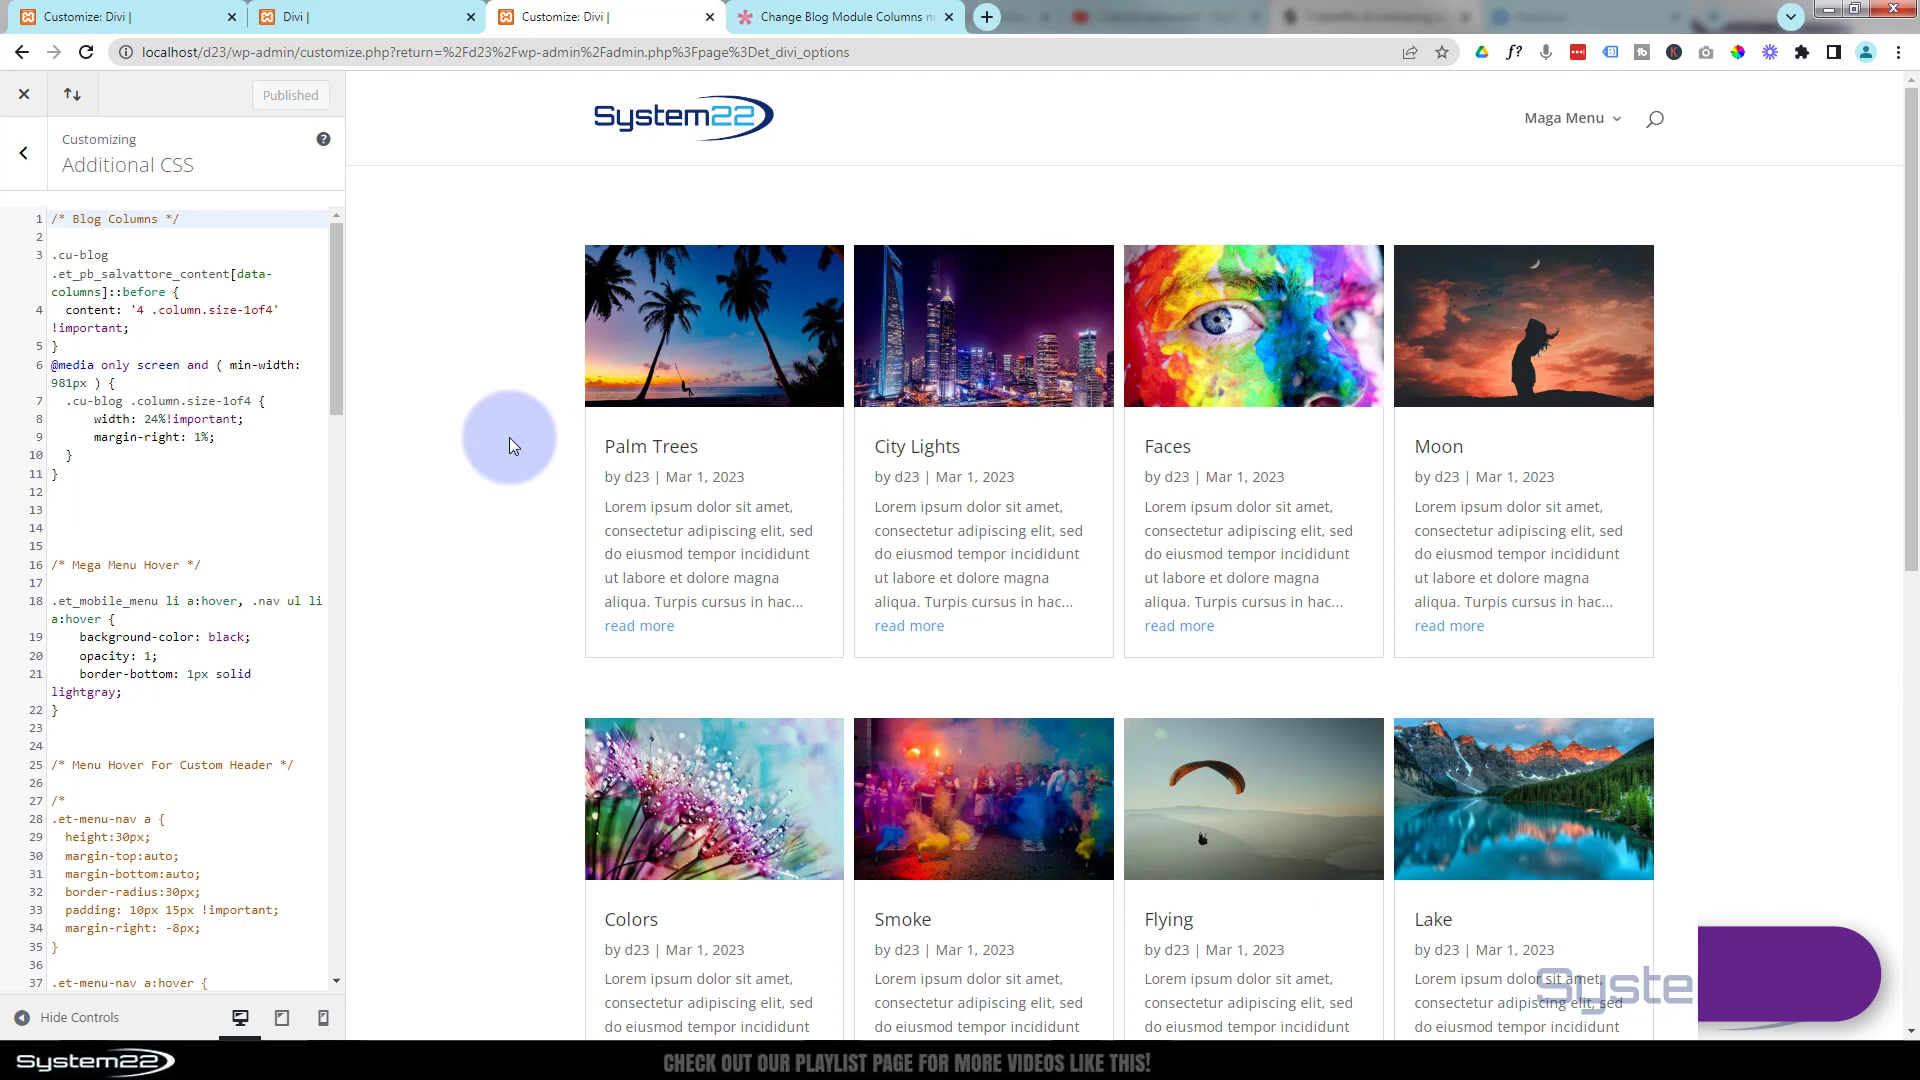 Customize: Divi |
Divi |
Customize: Divi |
Change Blog Module Columns n
localhost/d23/wp-admin/customize.php?return=%2Fd23%2Fwp-admin%2Fadmin.php%3Fpage%3Det_divi_options
Published
Customizing
Additional CSS
1 /* Blog Columns */
2
3 .cu-blog
.et_pb_salvattore_content[data-
columns]::before {
4 content: '4 .column.size-1of4'
!important;
5 }
6 @media only screen and ( min-width:
981px ) {
7 .cu-blog .column.size-1of4 {
8 width: 24%!important;
9 margin-right: 1%;
10 }
11 }
12
13
14
15
16 /* Mega Menu Hover */
17
18 .et_mobile_menu li a:hover, .nav ul li
a:hover {
19 background-color: black;
20 opacity: 1;
21 border-bottom: 1px solid
lightgray;
22 }
23
24
25 /* Menu Hover For Custom Header */
26
27 /*
28 .et-menu-nav a {
29 height:30px;
30 margin-top:auto;
31 margin-bottom:auto;
32 border-radius:30px;
33 padding: 10px 15px !important;
34 margin-right: -8px;
35 }
36
37 .et-menu-nav a:hover {
Hide Controls
System22
Maga Menu
Palm Trees
by d23 | Mar 1, 2023
Lorem ipsum dolor sit amet,
consectetur adipiscing elit, sed
do eiusmod tempor incididunt
ut labore et dolore magna
aliqua. Turpis cursus in hac...
read more
City Lights
by d23 | Mar 1, 2023
Lorem ipsum dolor sit amet,
consectetur adipiscing elit, sed
do eiusmod tempor incididunt
ut labore et dolore magna
aliqua. Turpis cursus in hac...
read more
Faces
by d23 | Mar 1, 2023
Lorem ipsum dolor sit amet,
consectetur adipiscing elit, sed
do eiusmod tempor incididunt
ut labore et dolore magna
aliqua. Turpis cursus in hac...
read more
Moon
by d23 | Mar 1, 2023
Lorem ipsum dolor sit amet,
consectetur adipiscing elit, sed
do eiusmod tempor incididunt
ut labore et dolore magna
aliqua. Turpis cursus in hac...
read more
Colors
by d23 | Mar 1, 2023
Lorem ipsum dolor sit amet,
consectetur adipiscing elit, sed
do eiusmod tempor incididunt
Smoke
by d23 | Mar 1, 2023
Lorem ipsum dolor sit amet,
consectetur adipiscing elit, sed
do eiusmod tempor incididunt
Flying
by d23 | Mar 1, 2023
Lorem ipsum dolor sit amet,
consectetur adipiscing elit, sed
do eiusmod tempor incididunt
Lake
by d23 | Mar 1, 2023
Lorem ipsum dolor sit amet,
consectetur adipiscing elit, sed
do eiusmod tempor incididunt
Syste
System22
CHECK OUT OUR PLAYLIST PAGE FOR MORE VIDEOS LIKE THIS!